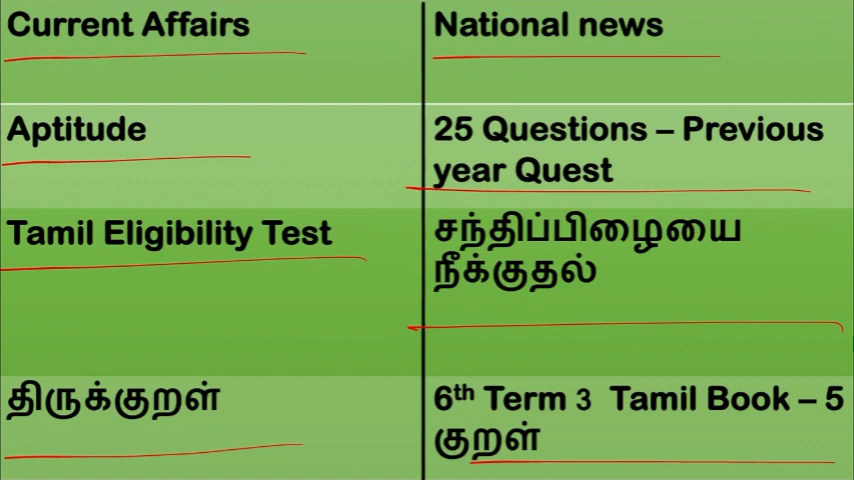 Current Affairs
National news
Aptitude
25 Questions – Previous
year Quest
Tamil Eligibility Test
சந்திப்பிழையை
நீக்குதல்
திருக்குறள்
6th Term 3 Tamil Book – 5
குறள்